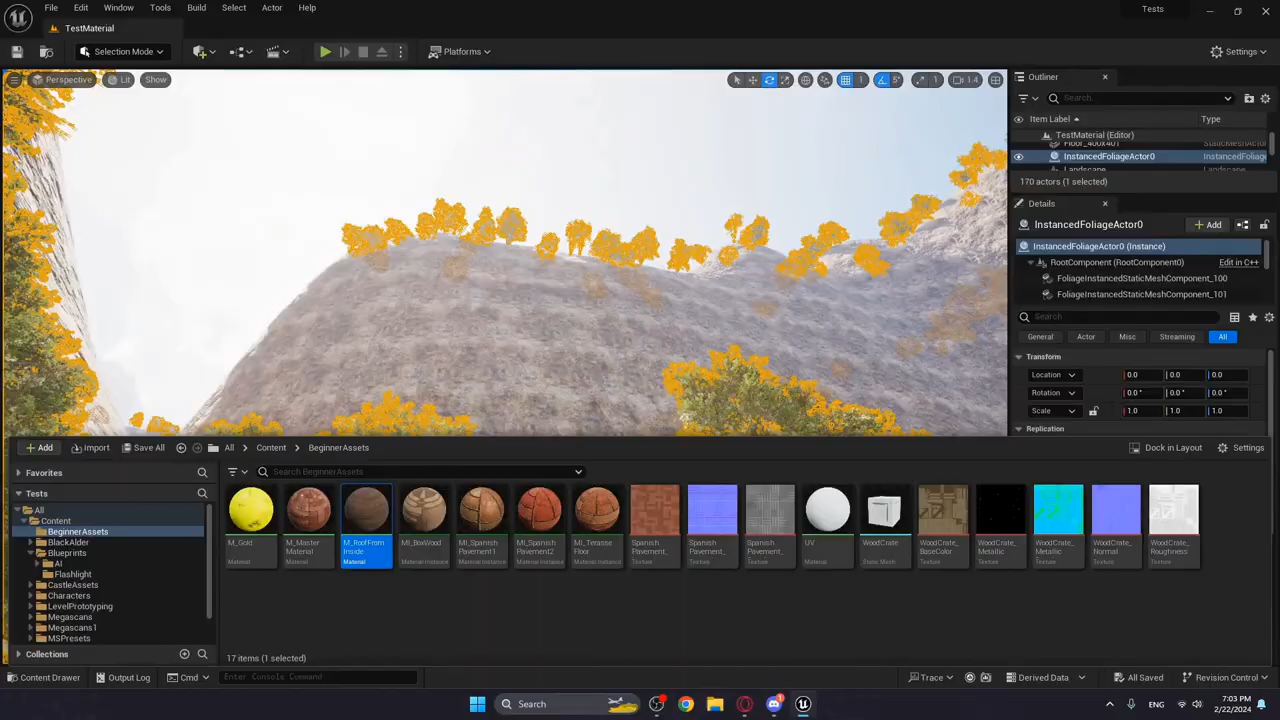 File Edit Window Tools Build Select Actor Help
Tests
TestMaterial
Selection Mode
Platforms
Settings
Perspective
Lit
Show
1
5°
1
1.4
Outliner
Search.
Item Label
Type
TestMaterial (Editor)
Floor_400x401
StaticMeshActor
InstancedFoliageActor0
InstancedFoliag
Landscape
170 actors (1 selected)
Details
InstancedFoliageActor0
Add
InstancedFoliageActor0 (Instance)
RootComponent (RootComponent0)
Edit in C++
FoliageInstancedStaticMeshComponent_100
FoliageInstancedStaticMeshComponent_101
Search
General
Actor
Misc
Streaming
All
Transform
Location
0.0
0.0
0.0
Rotation
0.0°
0.0°
0.0°
Scale
1.0
1.0
1.0
Replication
Add
Import
Save All
All
Content
BeginnerAssets
Dock in Layout
Settings
Favorites
Tests
All
Content
BeginnerAssets
BlackAlder
Blueprints
AI
Flashlight
CastleAssets
Characters
LevelPrototyping
Megascans
Megascans1
MSPresets
Collections
Search BeginnerAssets
M_Gold
Material
M_Master
Material
Material
M_RoofFrom
Inside
Material
MI_BoxWood
Material Instance
MI_Spanish
Pavement1
Material Instance
MI_Spanish
Pavement2
Material Instance
MI_Terasse
Floor
Material Instance
Spanish
Pavement_
Texture
Spanish
Pavement_
Texture
Spanish
Pavement_
Texture
UV
Material
WoodCrate
Static Mesh
WoodCrate_
BaseColor
Texture
WoodCrate_
Metallic
Texture
WoodCrate_
Metallic
Texture
WoodCrate_
Normal
Texture
WoodCrate_
Roughness
Texture
17 items (1 selected)
Content Drawer
Output Log
Cmd
Enter Console Command
Trace
Derived Data
All Saved
Revision Control
Search
ENG
7:03 PM
2/22/2024